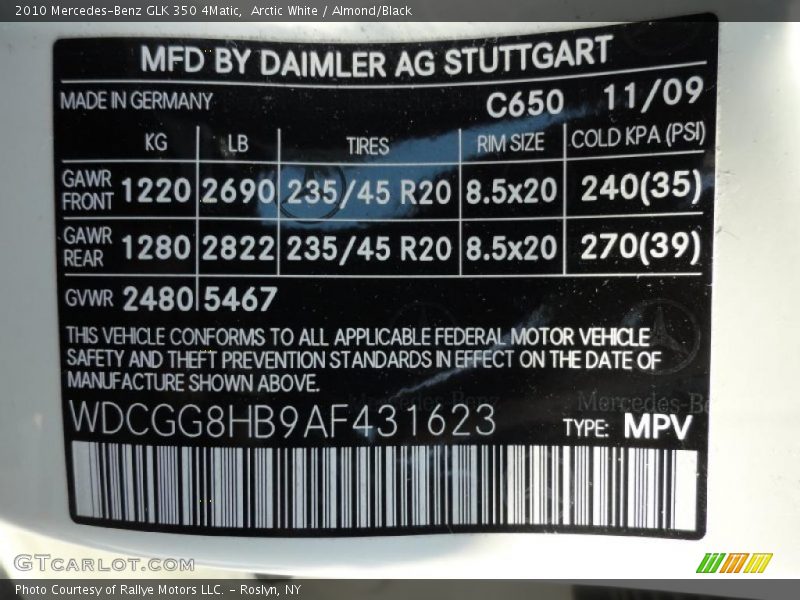 2010 Mercedes-Benz GLK 350 4Matic,  Arctic White / Almond/Black
MFD BY DAIMLER AG STUTTGART
MADE IN GERMANY C650 11/09
KG LB TIRES RIM SIZE COLD KPA (PSI)
GAWR FRONT 1220 2690 235/45 R20 8.5x20 240(35)
GAWR REAR 1280 2822 235/45 R20 8.5x20 270(39)
GVWR 2480 5467
THIS VEHICLE CONFORMS TO ALL APPLICABLE FEDERAL MOTOR VEHICLE
SAFETY AND THEFT PREVENTION STANDARDS IN EFFECT ON THE DATE OF
MANUFACTURE SHOWN ABOVE.
Mercedes-Benz
Mercedes-Be
WDCGG8HB9AF431623 TYPE: MPV
GTCARLOT.COM
Photo Courtesy of Rallye Motors LLC. - Roslyn, NY